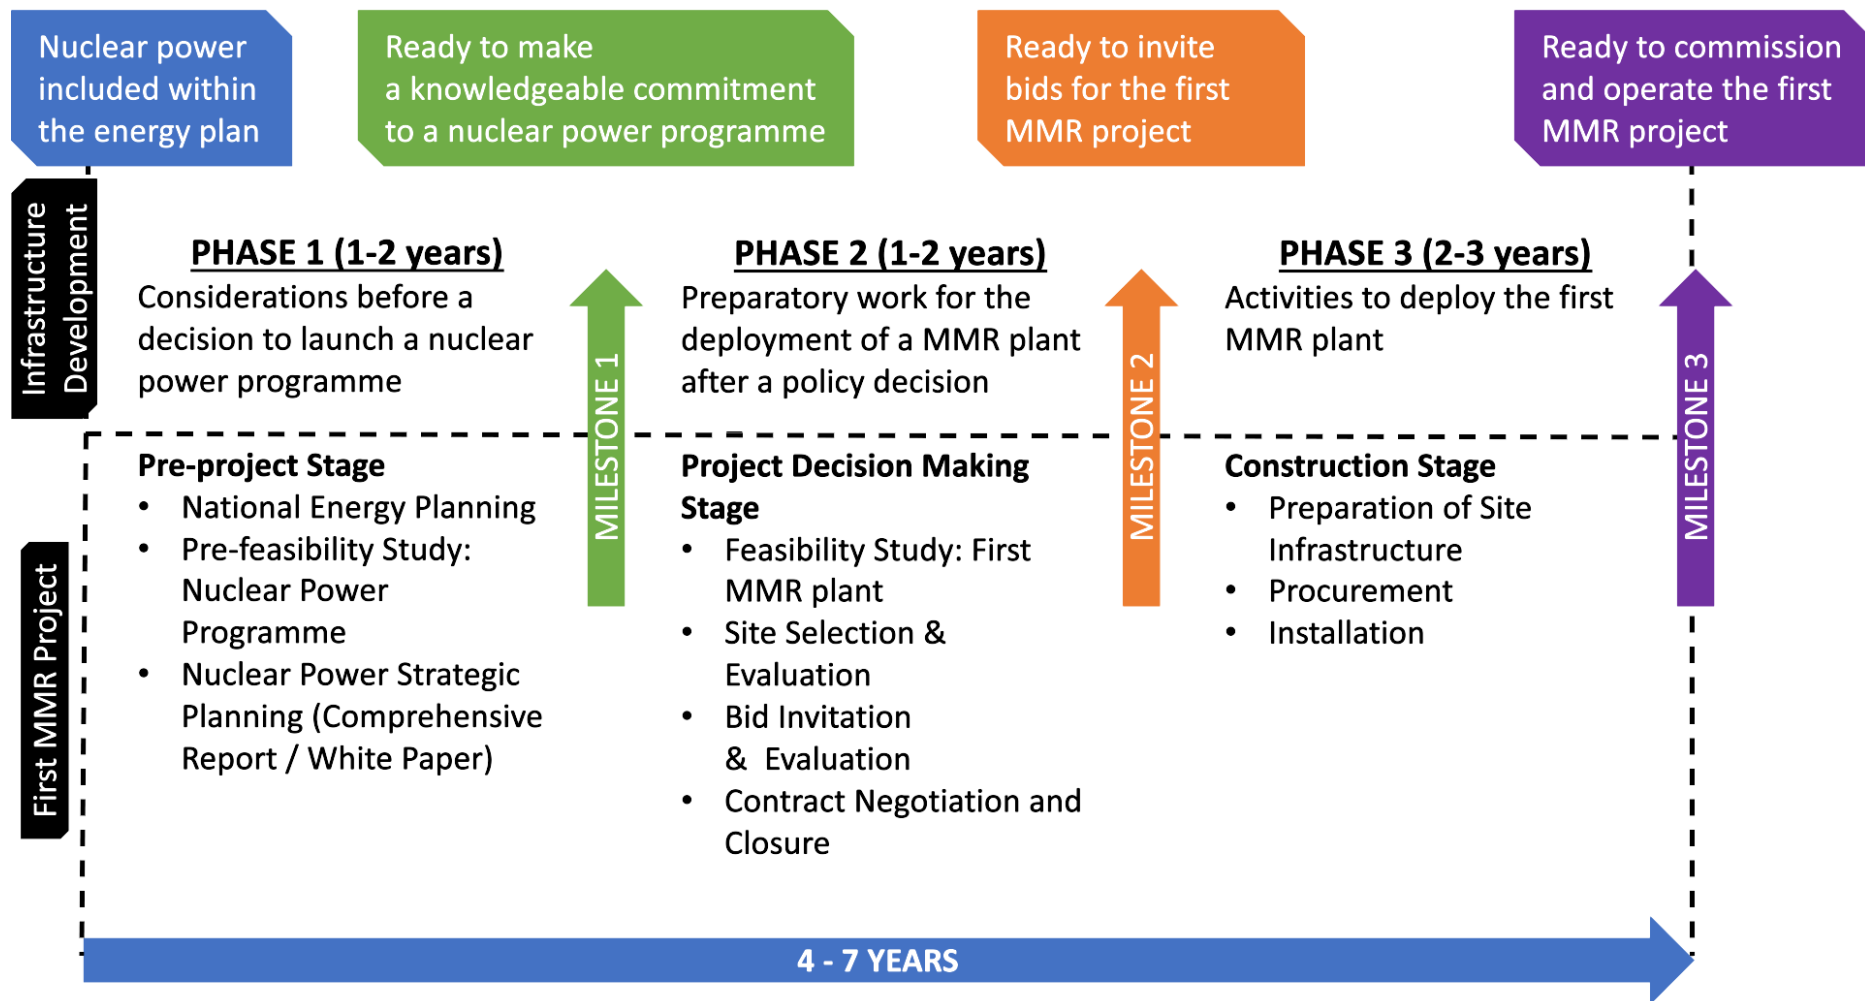 Nuclear power
included within
the energy plan
Ready to make
a knowledgeable commitment
to a nuclear power programme
Ready to invite
bids for the first
MMR project
Ready to commission
and operate the first
MMR project
Infrastructure
Development
PHASE 1 (1-2 years)
Considerations before a
decision to launch a nuclear
power programme
MILESTONE 1
PHASE 2 (1-2 years)
Preparatory work for the
deployment of a MMR plant
after a policy decision
MILESTONE 2
PHASE 3 (2-3 years)
Activities to deploy the first
MMR plant
MILESTONE 3
First MMR Project
Pre-project Stage
• National Energy Planning
• Pre-feasibility Study:
Nuclear Power
Programme
• Nuclear Power Strategic
Planning (Comprehensive
Report / White Paper)
Project Decision Making
Stage
• Feasibility Study: First
MMR plant
• Site Selection &
Evaluation
• Bid Invitation
& Evaluation
• Contract Negotiation and
Closure
Construction Stage
• Preparation of Site
Infrastructure
• Procurement
• Installation
4 - 7 YEARS